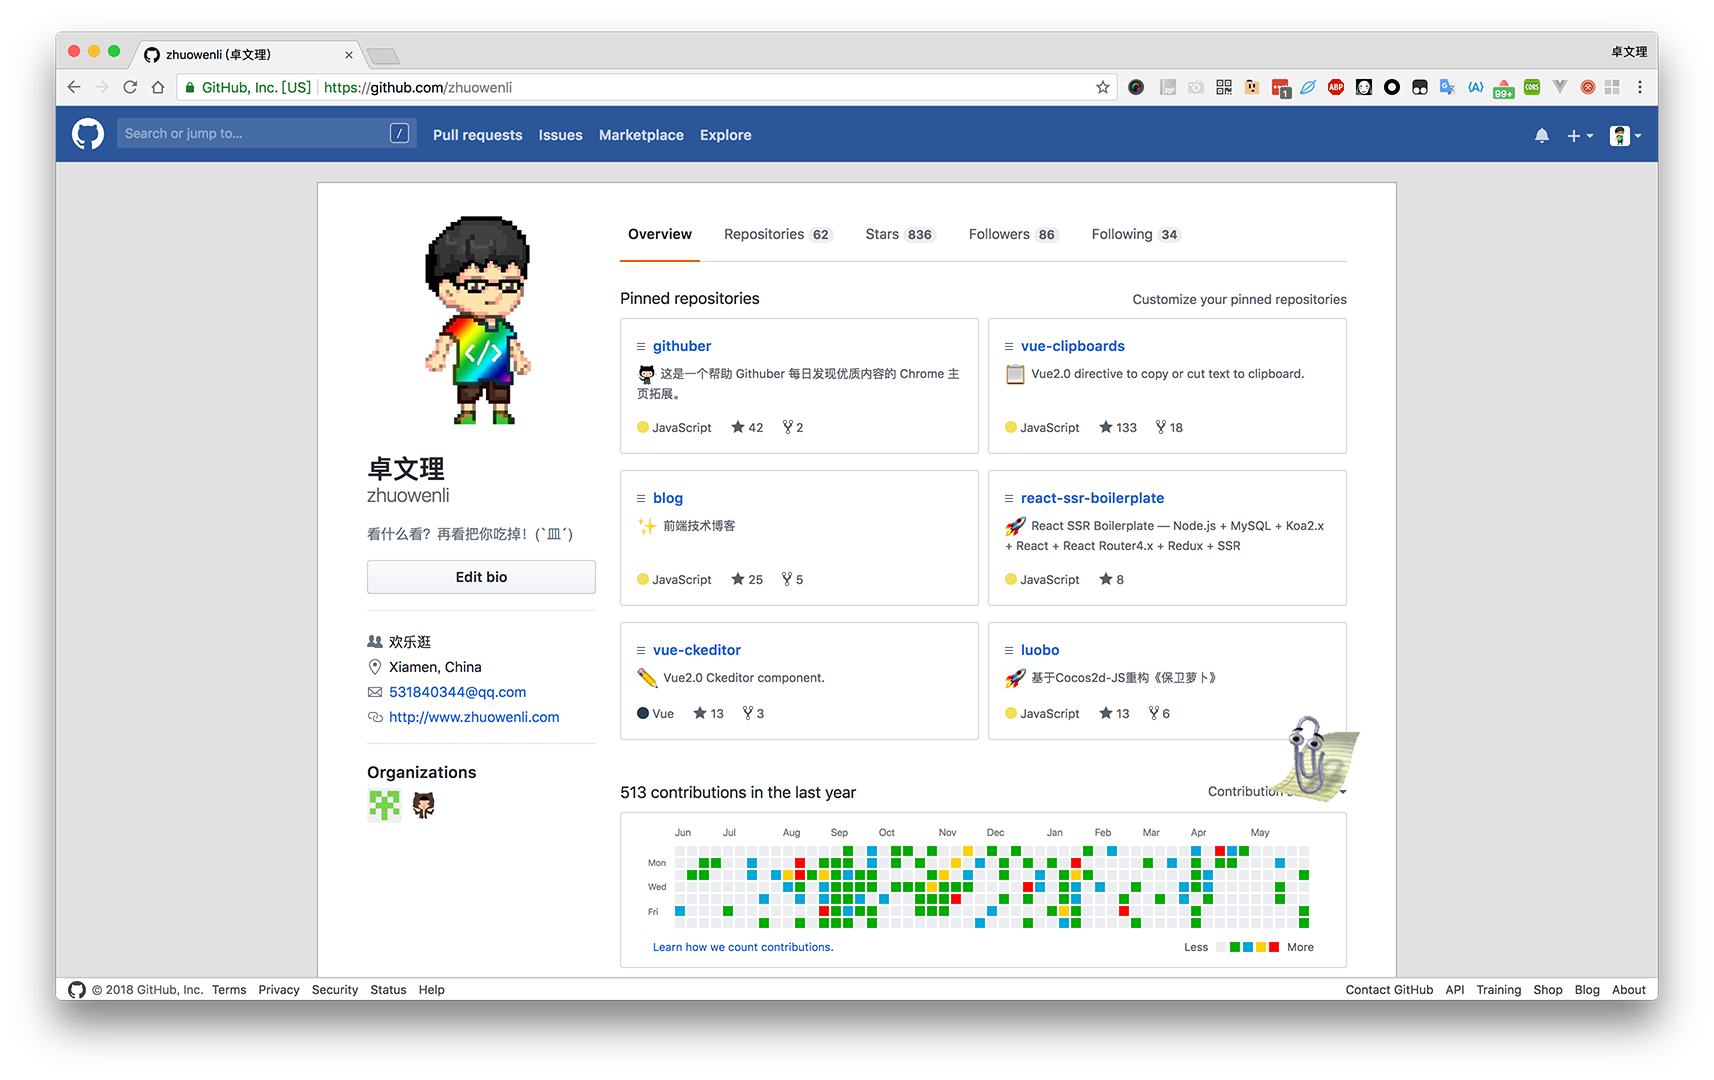 zhuowenli (卓文理)
卓文理
GitHub, Inc. [US] https://github.com/zhuowenli
ABP
99+
CORS
1
Search or jump to... /
Pull requests Issues Marketplace Explore
Overview Repositories 62 Stars 836 Followers 86 Following 34
</>
卓文理
zhuowenli
看什么看？再看把你吃掉！(`皿´)
Edit bio
欢乐逛
Xiamen, China
531840344@qq.com
http://www.zhuowenli.com
Organizations
Pinned repositories
Customize your pinned repositories
githuber
这是一个帮助 Githuber 每日发现优质内容的 Chrome 主
页拓展。
JavaScript 42 2
vue-clipboards
Vue2.0 directive to copy or cut text to clipboard.
JavaScript 133 18
blog
前端技术博客
JavaScript 25 5
react-ssr-boilerplate
React SSR Boilerplate — Node.js + MySQL + Koa2.x
+ React + React Router4.x + Redux + SSR
JavaScript 8
vue-ckeditor
Vue2.0 Ckeditor component.
Vue 13 3
luobo
基于Cocos2d-JS重构《保卫萝卜》
JavaScript 13 6
513 contributions in the last year
Contribution
Jun Jul Aug Sep Oct Nov Dec Jan Feb Mar Apr May
Mon
Wed
Fri
Learn how we count contributions.
Less More
© 2018 GitHub, Inc. Terms Privacy Security Status Help
Contact GitHub API Training Shop Blog About